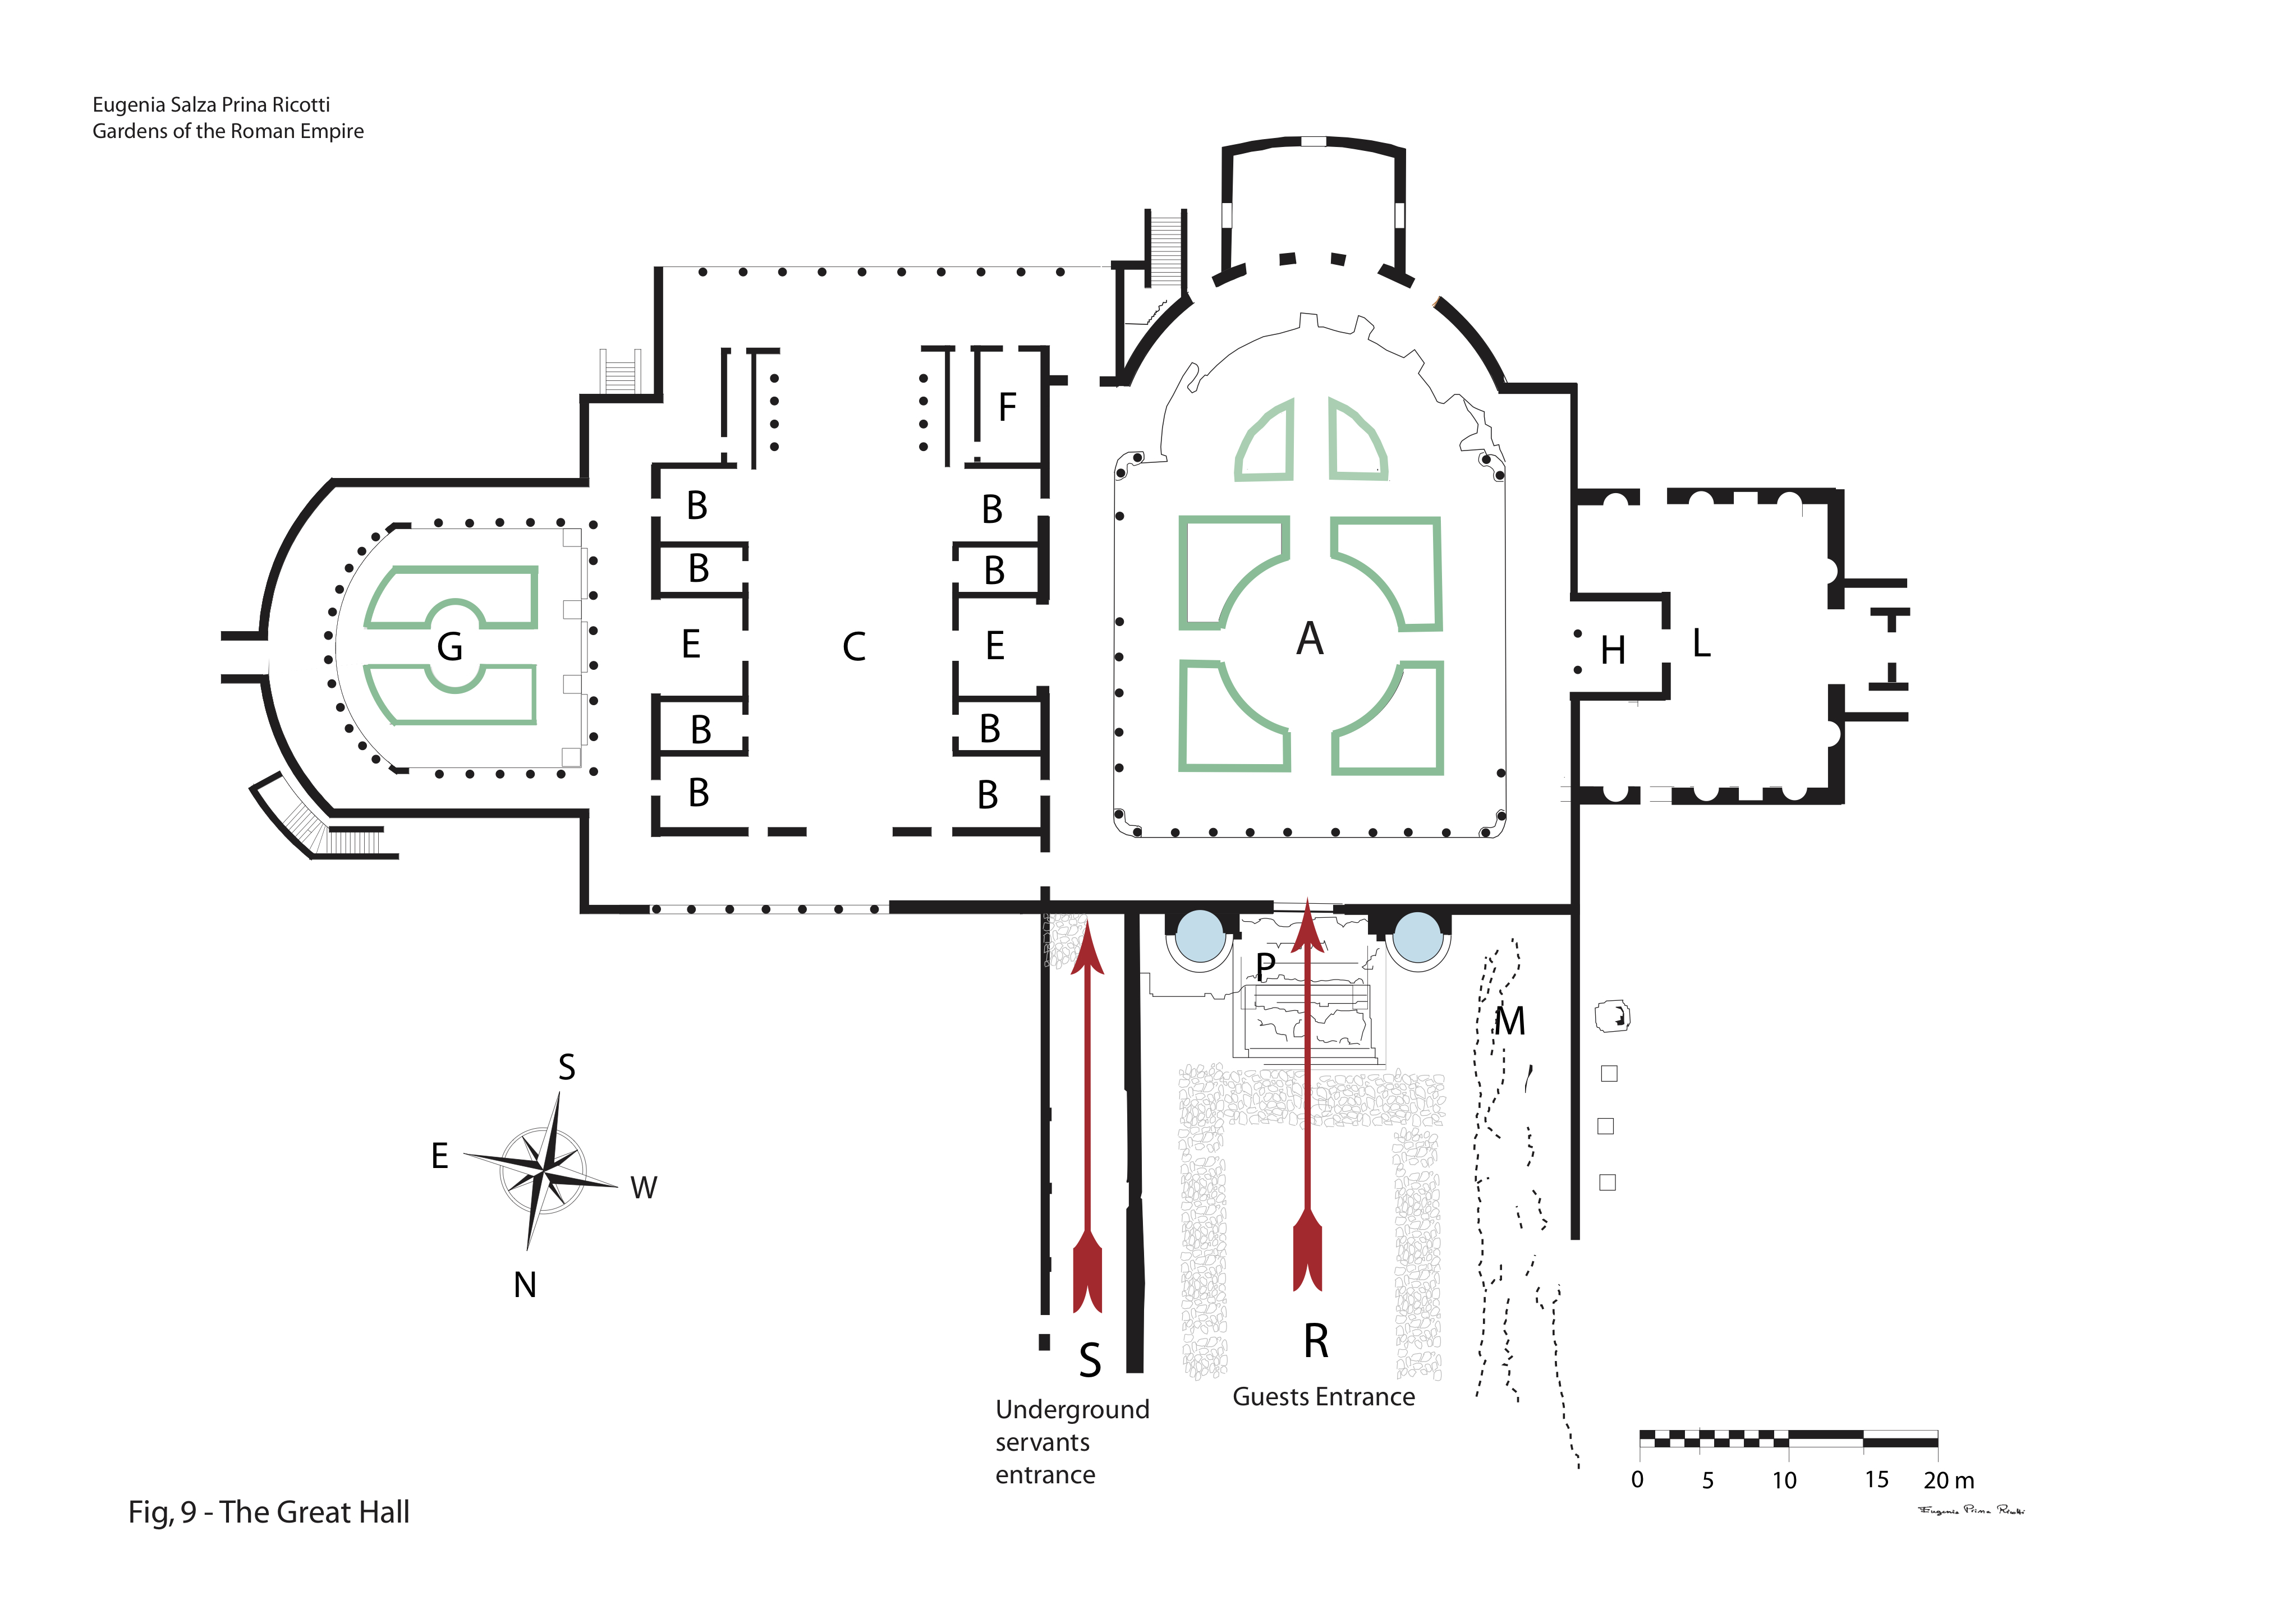 Eugenia Salza Prina Ricotti
Gardens of the Roman Empire
F
B
B
B
B
G
E
C
E
A
H
L
B
B
B
B
P
M
S
E
W
N
S
R
Underground
servants
entrance
Guests Entrance
0 5 10 15 20 m
Eugenia Prina Ricotti
Fig, 9 - The Great Hall